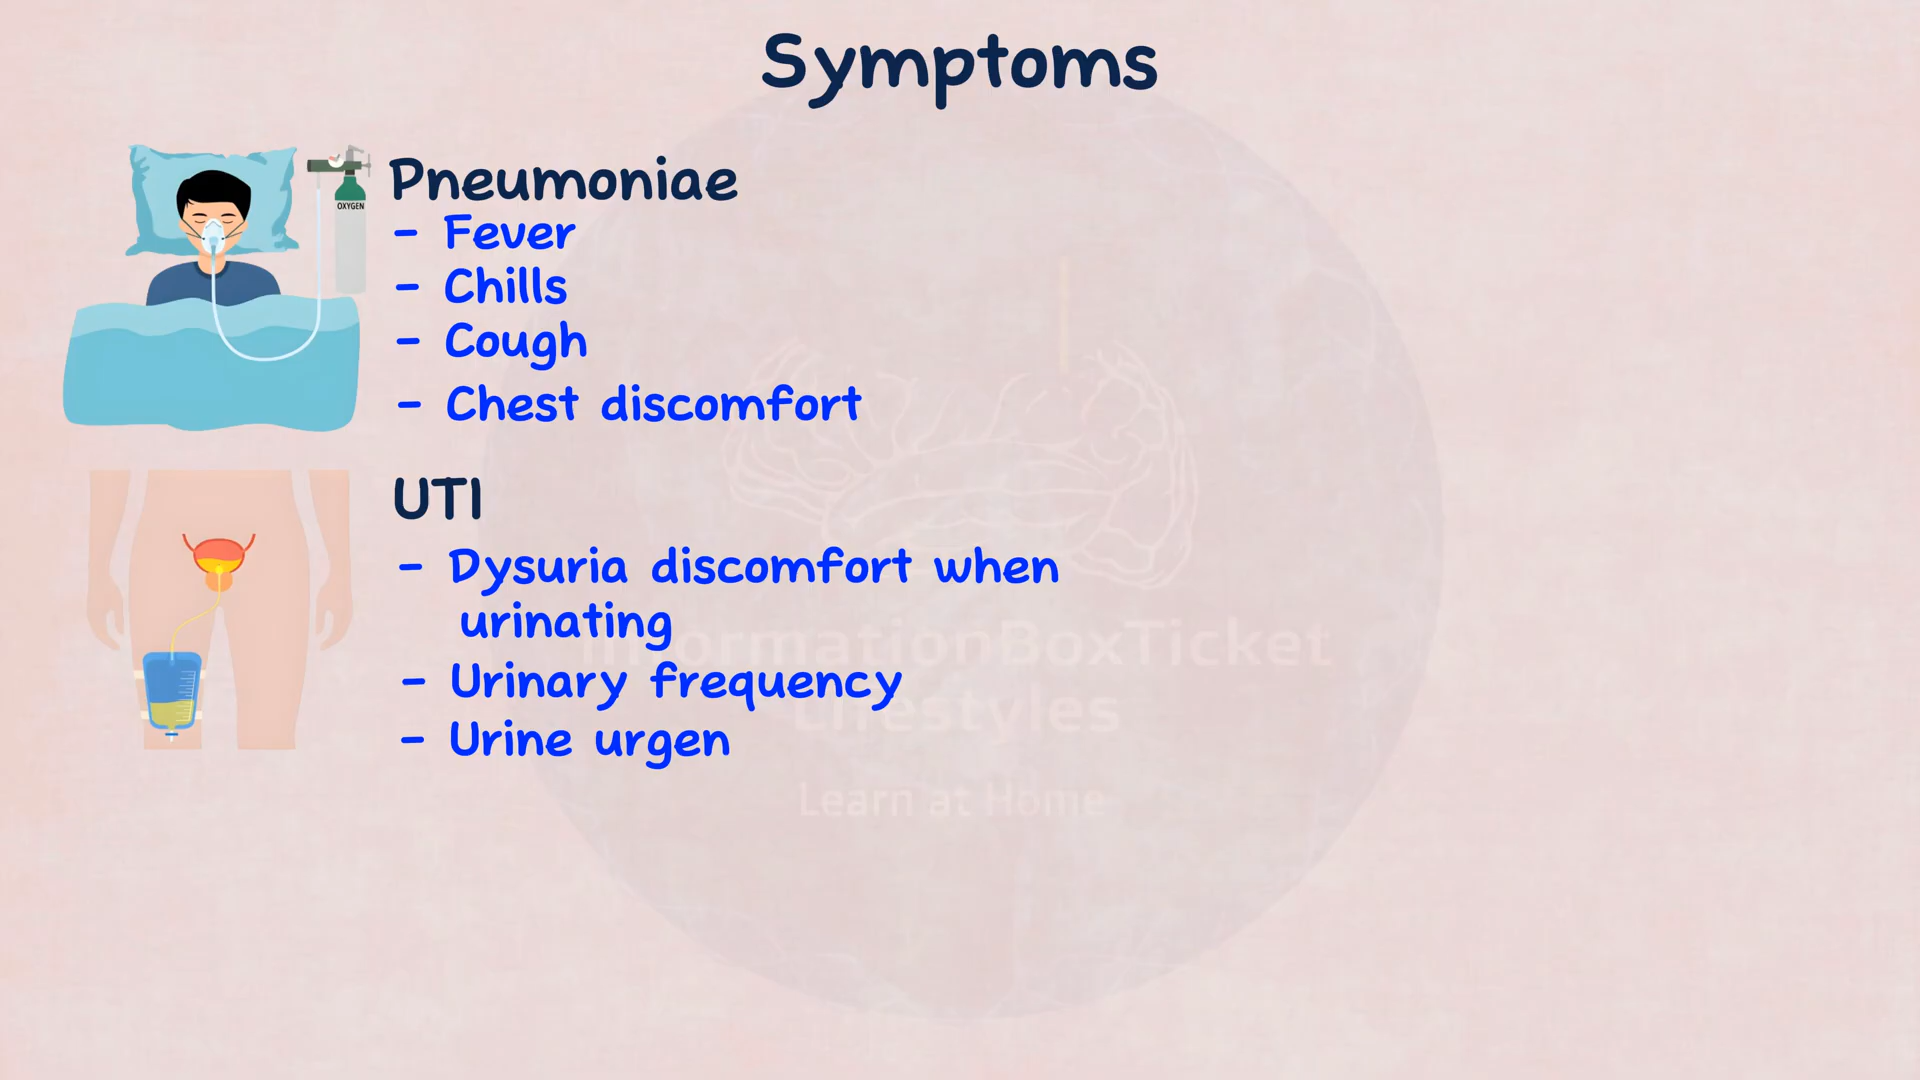 Symptoms
OXYGEN
Pneumoniae
- Fever
- Chills
- Cough
- Chest discomfort
UTI
- Dysuria discomfort when
urinating
- Urinary frequency
- Urine urgen
InformationBoxTicket
Lifestyles
Learn at Home